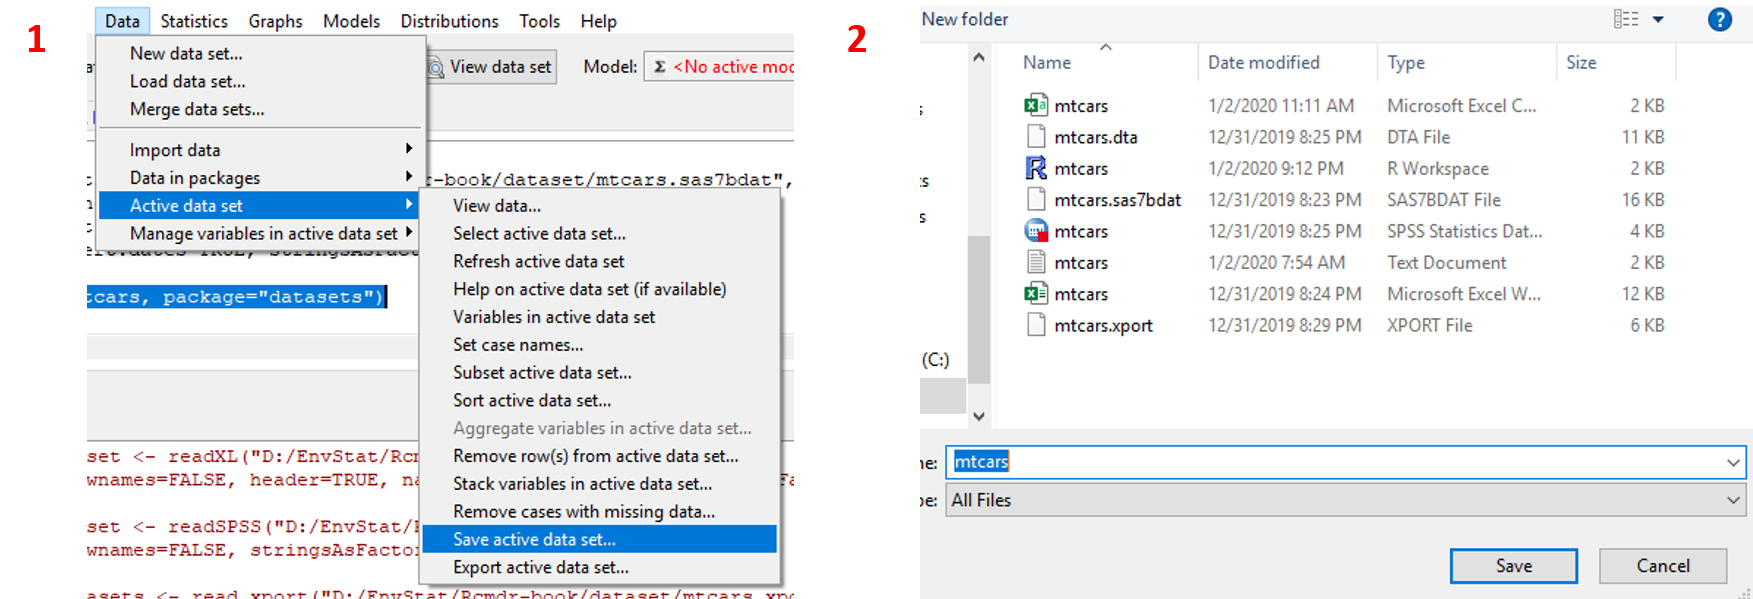 1
Data Statistics Graphs Models Distributions Tools Help
New data set...
Load data set...
Merge data sets...
Import data
Data in packages
Active data set
Manage variables in active data set
View data set Model: Σ <No active mod
r-book/dataset/mtcars.sas7bdat",
tcars, package="datasets")
View data...
Select active data set...
Refresh active data set
Help on active data set (if available)
Variables in active data set
Set case names...
Subset active data set...
Sort active data set...
Aggregate variables in active data set...
Remove row(s) from active data set...
Stack variables in active data set...
Remove cases with missing data...
Save active data set...
Export active data set...
set <- readXL("D:/EnvStat/Rcm
wnames=FALSE, header=TRUE, na
set <- readSPSS("D:/EnvStat/
wnames=FALSE, stringsAsFacto
asets <- read_xport("D:/EnvStat/Rcmdr-book/dataset/mtcars.xpo
2
New folder
Name Date modified Type Size
mtcars 1/2/2020 11:11 AM Microsoft Excel C... 2 KB
mtcars.dta 12/31/2019 8:25 PM DTA File 11 KB
mtcars 1/2/2020 9:12 PM R Workspace 2 KB
mtcars.sas7bdat 12/31/2019 8:23 PM SAS7BDAT File 16 KB
mtcars 12/31/2019 8:25 PM SPSS Statistics Dat... 4 KB
mtcars 1/2/2020 7:54 AM Text Document 2 KB
mtcars 12/31/2019 8:24 PM Microsoft Excel W... 12 KB
mtcars.xport 12/31/2019 8:29 PM XPORT File 6 KB
(C:)
ne: mtcars
pe: All Files
Save Cancel